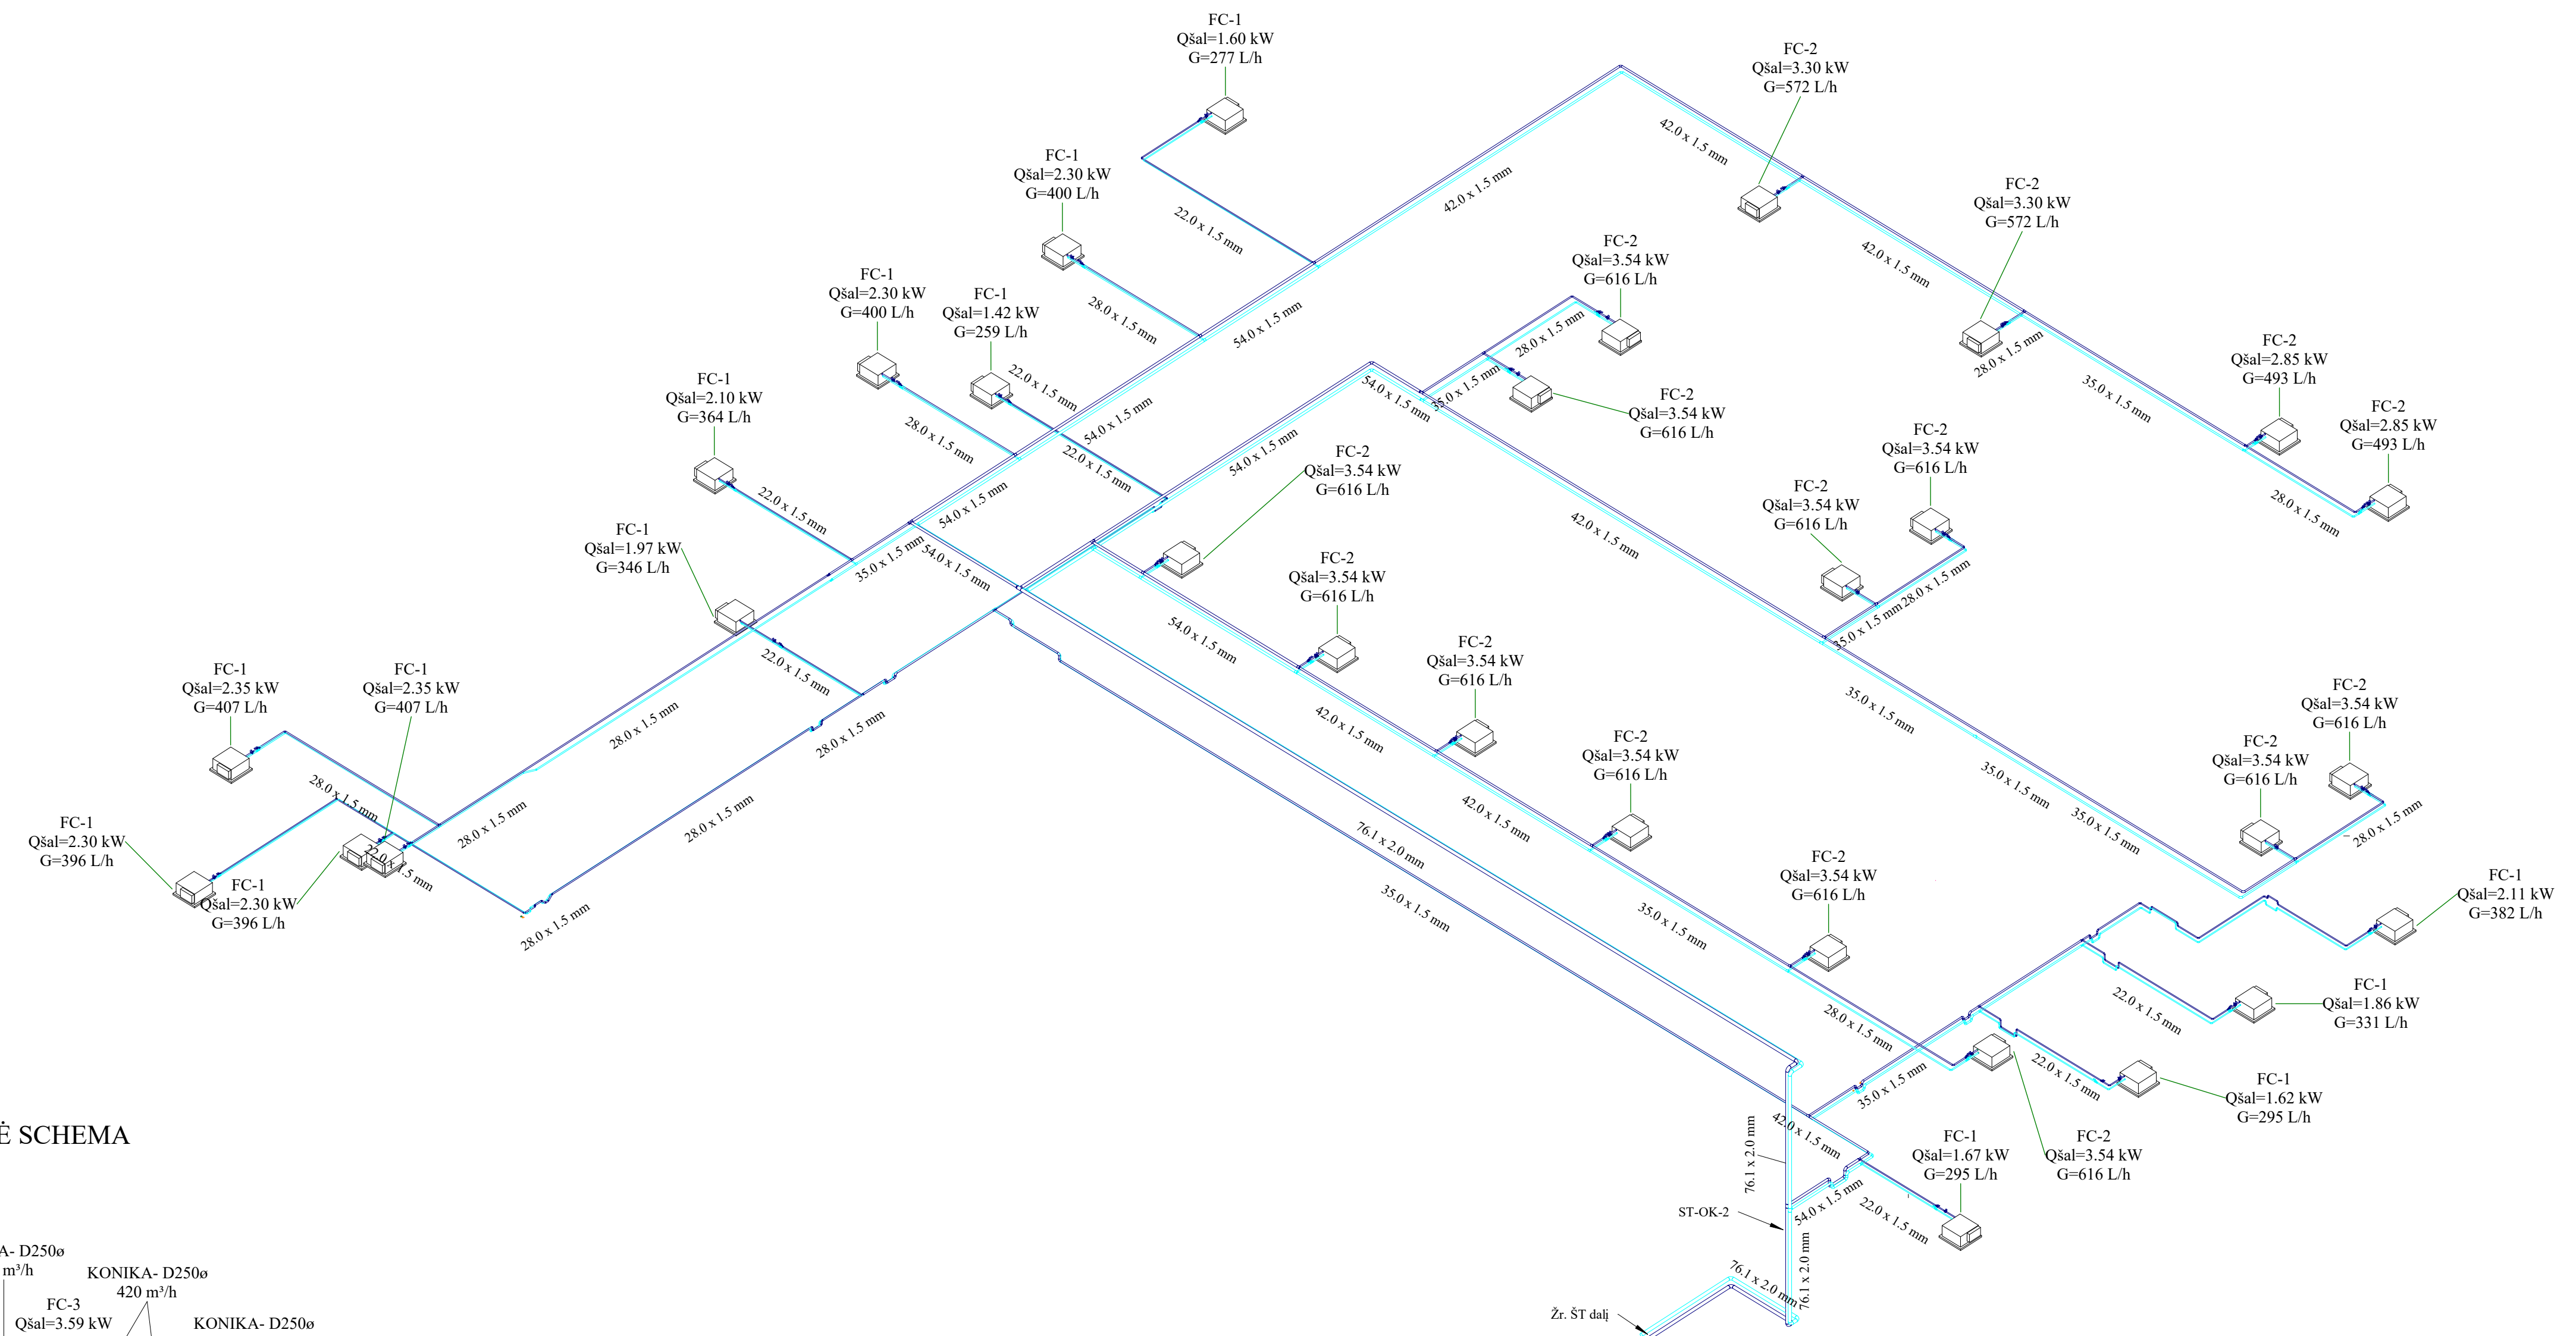 FC-1
Qšal=1.60 kW
G=277 L/h
FC-2
Qšal=3.30 kW
G=572 L/h
42.0 x 1.5 mm
FC-1
Qšal=2.30 kW
G=400 L/h
42.0 x 1.5 mm
FC-2
Qšal=3.30 kW
G=572 L/h
22.0 x 1.5 mm
42.0 x 1.5 mm
FC-2
Qšal=3.54 kW
G=616 L/h
FC-1
Qšal=2.30 kW
G=400 L/h
FC-1
Qšal=1.42 kW
G=259 L/h
28.0 x 1.5 mm
54.0 x 1.5 mm
28.0 x 1.5 mm
28.0 x 1.5 mm
FC-2
Qšal=2.85 kW
G=493 L/h
FC-1
Qšal=2.10 kW
G=364 L/h
22.0 x 1.5 mm
54.0 x 1.5 mm
35.0 x 1.5 mm
FC-2
Qšal=3.54 kW
G=616 L/h
35.0 x 1.5 mm
FC-2
Qšal=2.85 kW
G=493 L/h
28.0 x 1.5 mm
54.0 x 1.5 mm
22.0 x 1.5 mm
54.0 x 1.5 mm
FC-2
Qšal=3.54 kW
G=616 L/h
FC-2
Qšal=3.54 kW
G=616 L/h
FC-2
Qšal=3.54 kW
G=616 L/h
28.0 x 1.5 mm
22.0 x 1.5 mm
54.0 x 1.5 mm
42.0 x 1.5 mm
FC-1
Qšal=1.97 kW
G=346 L/h
35.0 x 1.5 mm
54.0 x 1.5 mm
FC-2
Qšal=3.54 kW
G=616 L/h
28.0 x 1.5 mm
35.0 x 1.5 mm
22.0 x 1.5 mm
54.0 x 1.5 mm
FC-2
Qšal=3.54 kW
G=616 L/h
FC-1
Qšal=2.35 kW
G=407 L/h
FC-1
Qšal=2.35 kW
G=407 L/h
28.0 x 1.5 mm
28.0 x 1.5 mm
42.0 x 1.5 mm
35.0 x 1.5 mm
FC-2
Qšal=3.54 kW
G=616 L/h
FC-2
Qšal=3.54 kW
G=616 L/h
FC-2
Qšal=3.54 kW
G=616 L/h
28.0 x 1.5 mm
28.0 x 1.5 mm
28.0 x 1.5 mm
42.0 x 1.5 mm
35.0 x 1.5 mm
35.0 x 1.5 mm
28.0 x 1.5 mm
FC-1
Qšal=2.30 kW
G=396 L/h
22.0 x 1.5 mm
FC-1
Qšal=2.30 kW
G=396 L/h
28.0 x 1.5 mm
76.1 x 2.0 mm
35.0 x 1.5 mm
35.0 x 1.5 mm
FC-2
Qšal=3.54 kW
G=616 L/h
FC-1
Qšal=2.11 kW
G=382 L/h
22.0 x 1.5 mm
FC-1
Qšal=1.86 kW
G=331 L/h
28.0 x 1.5 mm
35.0 x 1.5 mm
22.0 x 1.5 mm
FC-1
Qšal=1.62 kW
G=295 L/h
Ė SCHEMA
42.0 x 1.5 mm
76.1 x 2.0 mm
FC-1
Qšal=1.67 kW
G=295 L/h
FC-2
Qšal=3.54 kW
G=616 L/h
ST-OK-2
54.0 x 1.5 mm
22.0 x 1.5 mm
76.1 x 2.0 mm
76.1 x 2.0 mm
Žr. ŠT dalį
A- D250ø
m³/h
KONIKA- D250ø
420 m³/h
FC-3
Qšal=3.59 kW
KONIKA- D250ø